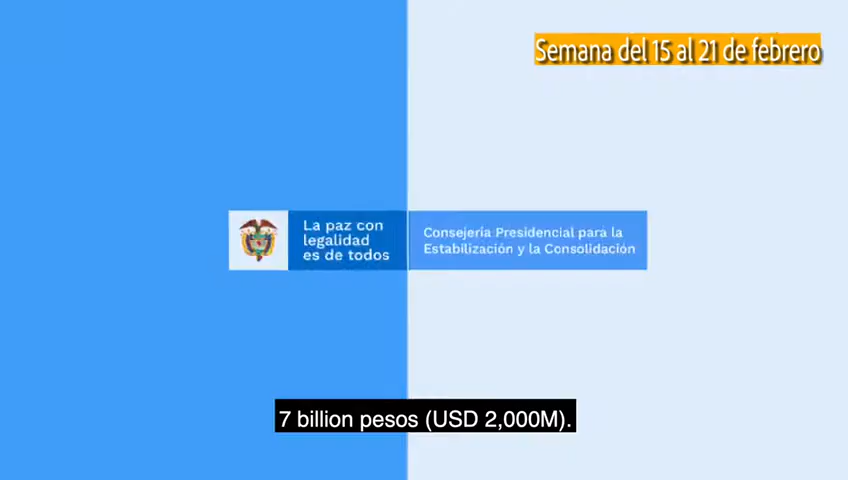 Semana del 15 al 21 de febrero
La paz con
legalidad
es de todos
Consejería Presidencial para la
Estabilización y la Consolidación
7 billion pesos (USD 2,000M).